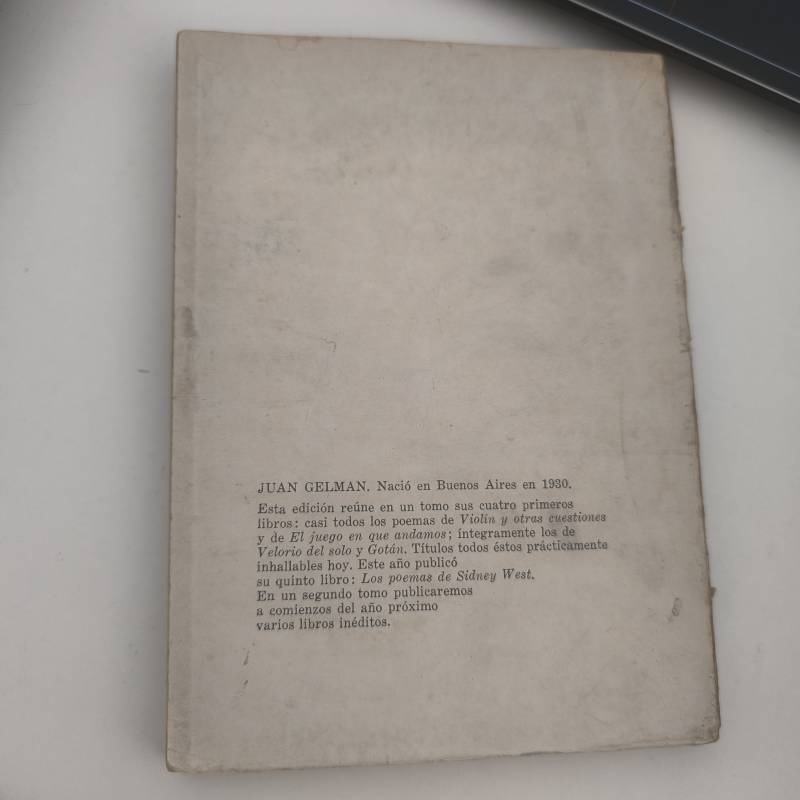 JUAN GELMAN. Nació en Buenos Aires en 1930.
Esta edición reúne en un tomo sus cuatro primeros
libros: casi todos los poemas de Violín y otras cuestiones
y de El juego en que andamos; íntegramente los de
Velorio del solo y Gotán. Títulos todos éstos prácticamente
inhallables hoy. Este año publicó
su quinto libro: Los poemas de Sidney West.
En un segundo tomo publicaremos
a comienzos del año próximo
varios libros inéditos.